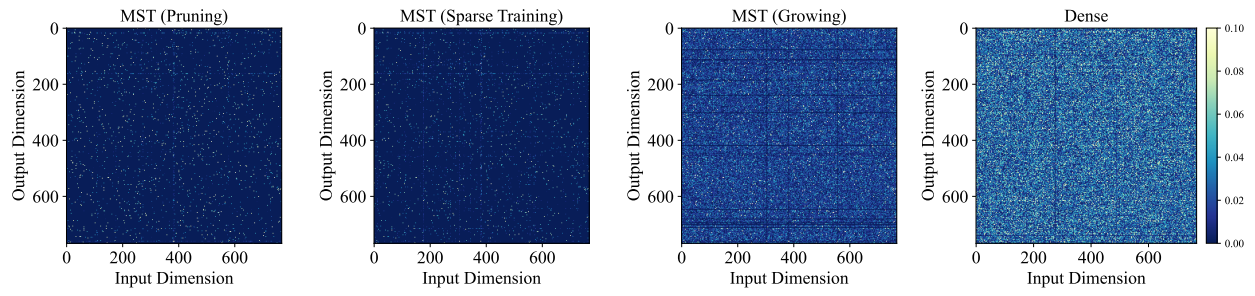 MST (Pruning)
0
200
400
600
Output Dimension
0 200 400 600
Input Dimension
MST (Sparse Training)
0
200
400
600
Output Dimension
0 200 400 600
Input Dimension
MST (Growing)
0
200
400
600
Output Dimension
0 200 400 600
Input Dimension
Dense
0
200
400
600
Output Dimension
0 200 400 600
Input Dimension
0.10
0.08
0.06
0.04
0.02
0.00